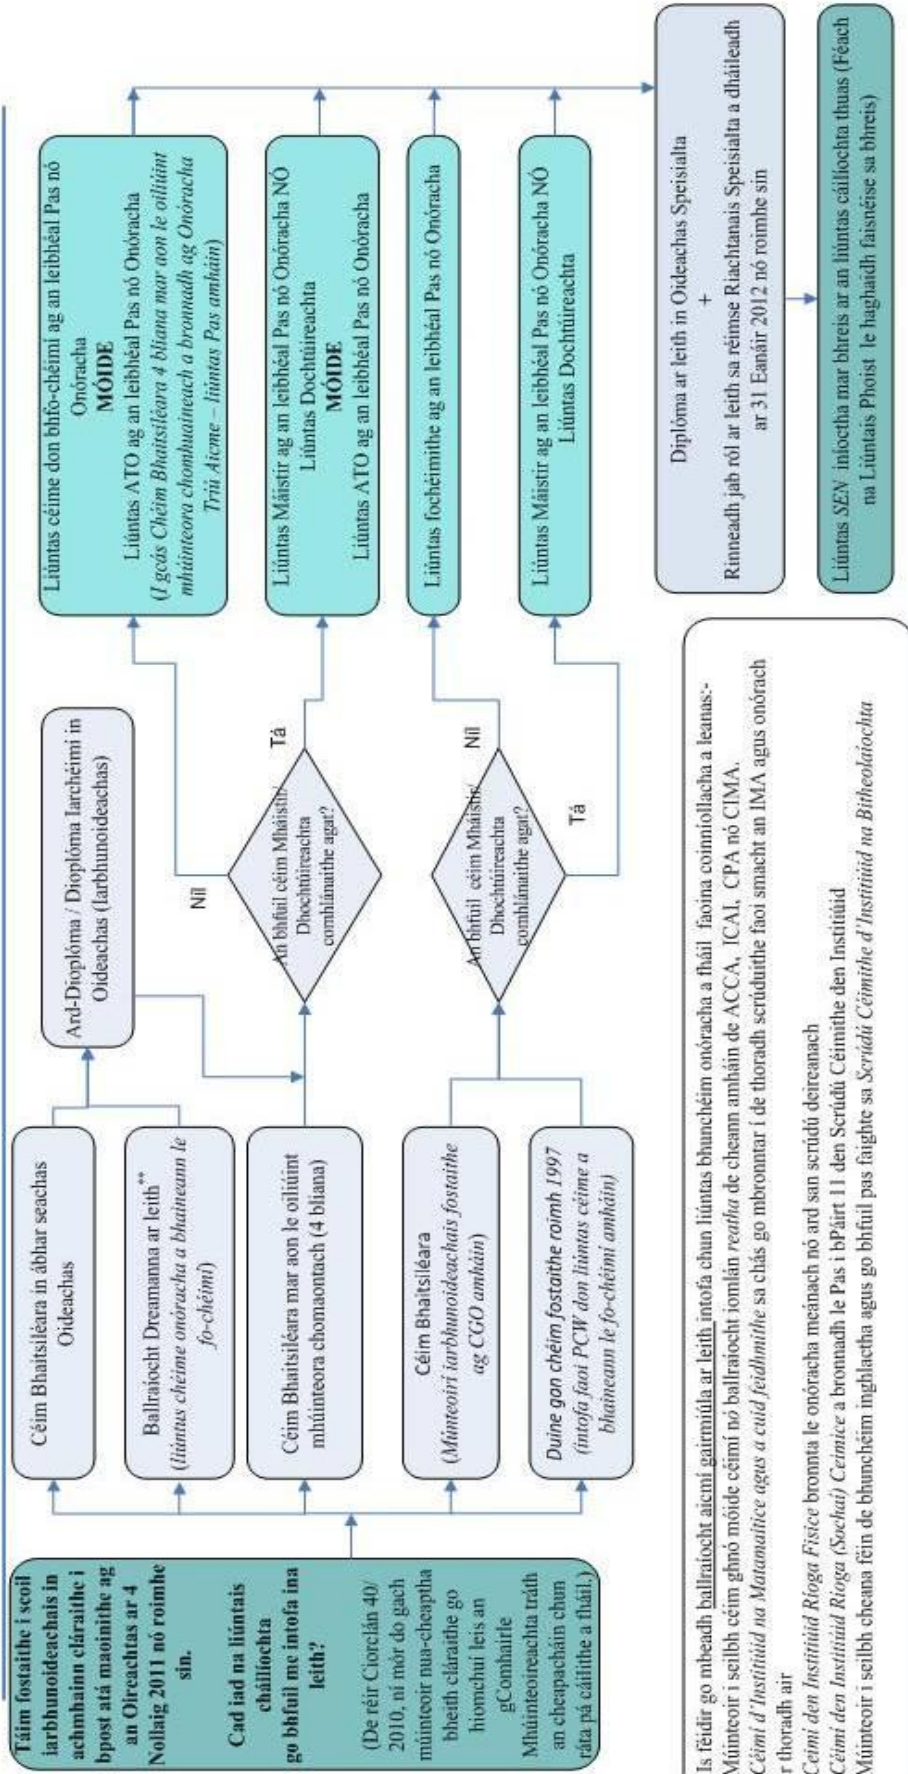 Táim fostaithe i scoil
iarbhunoideachais in
achmhainn cláraithe i
bpost atá maoinithe ag
an Oireachtas ar 4
Nollaig 2011 nó roimhe
sin.
Cad iad na liúntais
cháilíochta
go bhfuil me intofa ina
leith?
(De réir Ciorclán 40/
2010, ní mór do gach
múinteoir nua-cheaptha
bheith cláraithe go
hiomchuí leis an
gComhairle
Mhúinteoireachta tráth
an cheapacháin chun
ráta pá cáilithe a fháil.)
Céim Bhaitsiléara in ábhar seachas
Oideachas
Ballraíocht Dreamanna ar leith**
(liúntus chéime onóracha a bhaineann le
fo-chéimi)
Céim Bhaitsiléara mar aon le oiliúint
mhúinteora chomaontach (4 bliana)
Céim Bhaitsiléara
(Múnteoirí iarbhunoideachais fostaithe
ag CGO amháin)
Duine gan chéim fostaithe roimh 1997
(intofa faoi PCW don liúntas céime a
bhaineann le fo-chéimi amháin)
Ard-Dioplóma / Dioplóma Iarchéimi in
Oideachas (Iarbhunoideachas)
An bhfuil céim Mháistir/
Dhochtúireachta
comhlánaithe agat?
Níl
Tá
An bhfuil céim Mháistir/
Dhochtúireachta
comhlánaithe agat?
Níl
Tá
Liúntas céime don bhfo-chéimi ag an leibhéal Pas nó
Onóracha
MÓIDE
Liúntas ATO ag an leibhéal Pas nó Onóracha
(I gcás Chéim Bhaitsiléara 4 bliana mar aon le oiliúint
mhúinteora chomhuaineach a bronnadh ag Onóracha
Tríú Aicme – liúntas Pas amháin)
Liúntas Máistir ag an leibhéal Pas nó Onóracha NÓ
Liúntas Dochtúireachta
MÓIDE
Liúntas ATO ag an leibhéal Pas nó Onóracha
Liúntas fochéimithe ag an leibhéal Pas nó Onóracha
Liúntas Máistir ag an leibhéal Pas nó Onóracha NÓ
Liúntas Dochtúireachta
Diplóma ar leith in Oideachas Speisialta
+
Rinneadh jab ról ar leith sa réimse Riachtanais Speisialta a dháileadh
ar 31 Eanáir 2012 nó roimhe sin
Liúntas SEN iníoctha mar bhreis ar an liúntas cáilíochta thuas (Féach
na Liúntais Phoist le haghaidh faisnéise sa bhreis)
Is féidir go mbeadh ballraíocht aicmí gairmiúla ar leith intofa chun liúntas bhunchéim onóracha a fháil faoina coinníollacha a leanas:-
Múinteoir i seilbh céim ghnó móide céimí nó ballraíocht iomlán reatha de cheann amháin de ACCA, ICAI, CPA nó CIMA.
Céimi d'Institiúid na Matamaitice agus a cuid feidhmithe sa chás go mbronntar í de thoradh scrúduithe faoi smacht an IMA agus onórach
r thoradh air
Ceimi den Institiúid Ríoga Fisice bronnta le onóracha meánach nó ard san scrúdú deireanach
Céimi den Institiúid Ríoga (Sochaí) Ceimice a bronnadh le Pas i bPáirt 11 den Scrúdú Céimithe den Institiúid
Múinteoir i seilbh cheana féin de bhunchéim inghlactha agus go bhfuil pas faighte sa Scrúdú Céimithe d'Institiúid na Bitheolaíochta